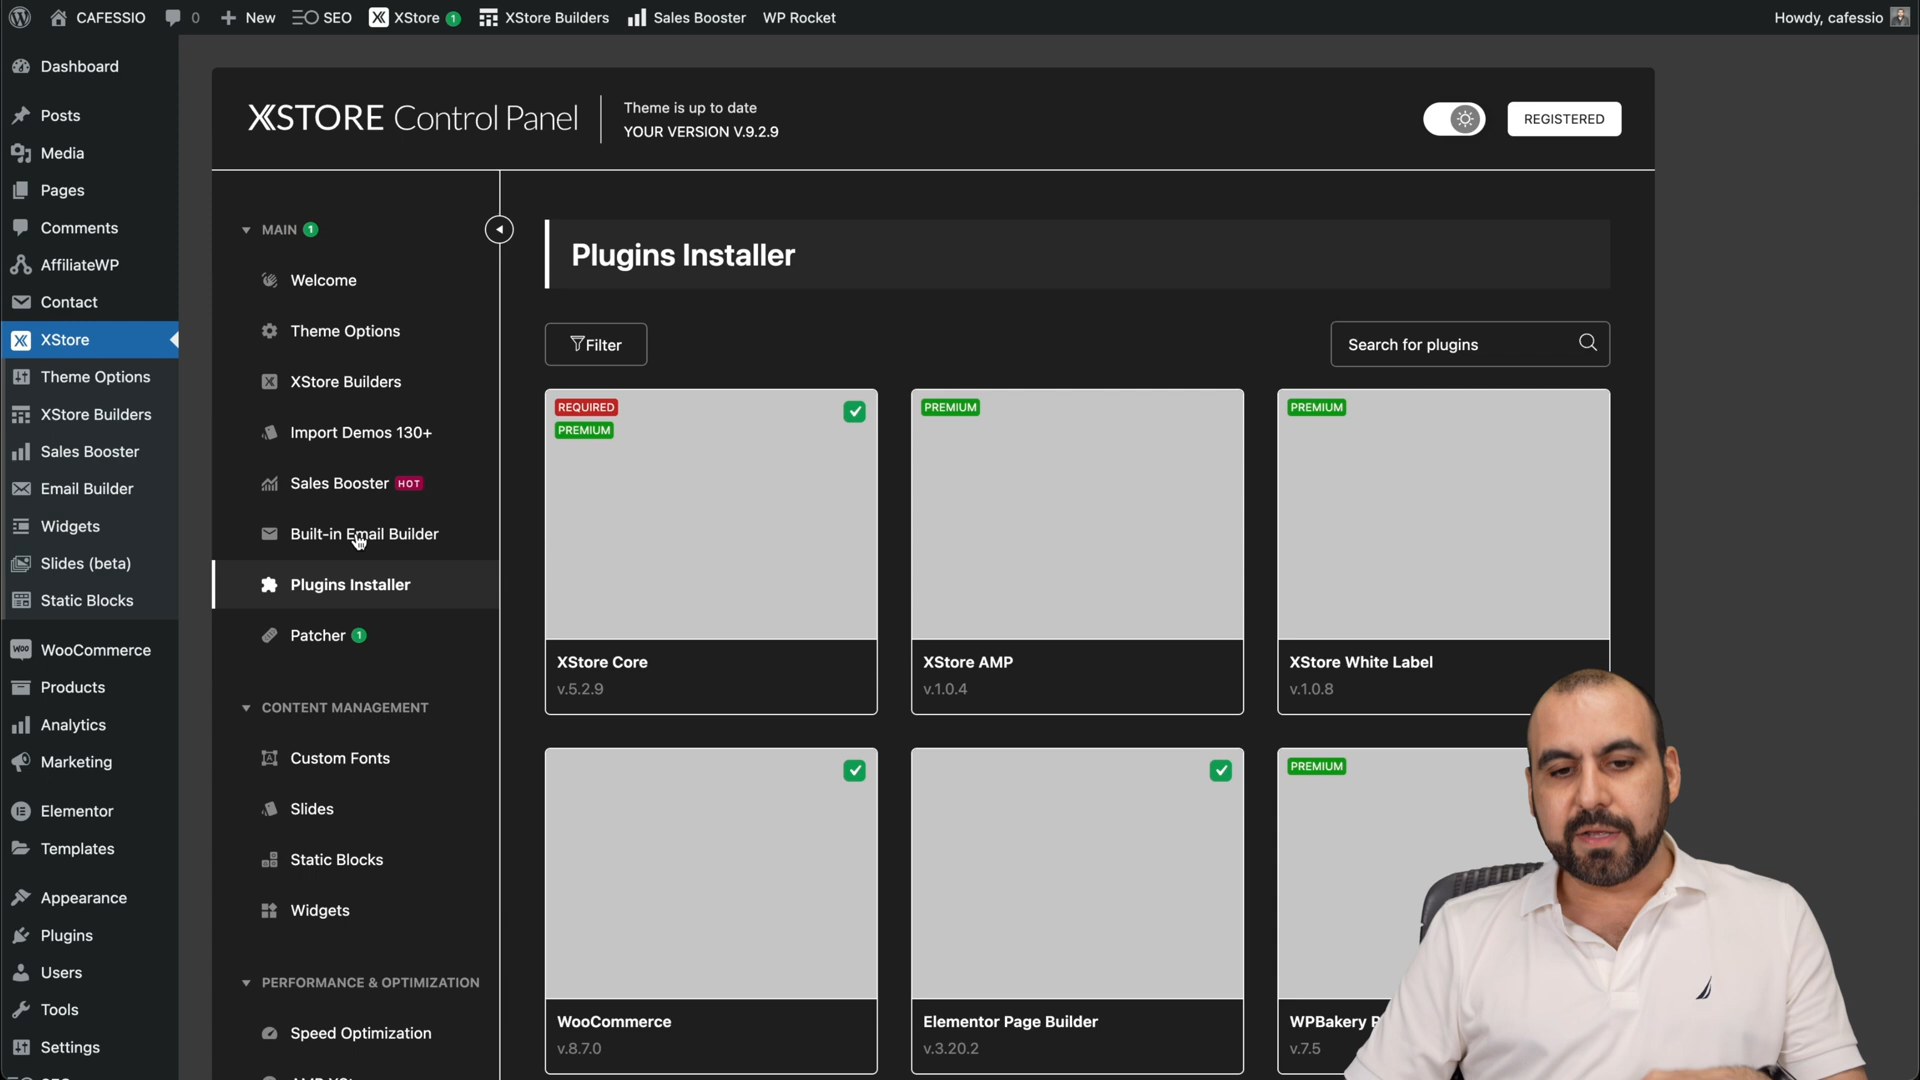 CAFESSIO 0 New SEO XStore 1 XStore Builders Sales Booster WP Rocket Howdy, cafessio
Dashboard
Posts
Media
Pages
Comments
AffiliateWP
Contact
XStore
Theme Options
XStore Builders
Sales Booster
Email Builder
Widgets
Slides (beta)
Static Blocks
WooCommerce
Products
Analytics
Marketing
Elementor
Templates
Appearance
Plugins
Users
Tools
Settings
XSTORE Control Panel
Theme is up to date
YOUR VERSION V.9.2.9
REGISTERED
MAIN 1
Welcome
Theme Options
XStore Builders
Import Demos 130+
Sales Booster HOT
Built-in Email Builder
Plugins Installer
Patcher 1
CONTENT MANAGEMENT
Custom Fonts
Slides
Static Blocks
Widgets
PERFORMANCE & OPTIMIZATION
Speed Optimization
Plugins Installer
Filter
Search for plugins
REQUIRED
PREMIUM
XStore Core
v.5.2.9
PREMIUM
XStore AMP
v.1.0.4
PREMIUM
XStore White Label
v.1.0.8
WooCommerce
v.8.7.0
Elementor Page Builder
v.3.20.2
PREMIUM
WPBakery
v.7.5